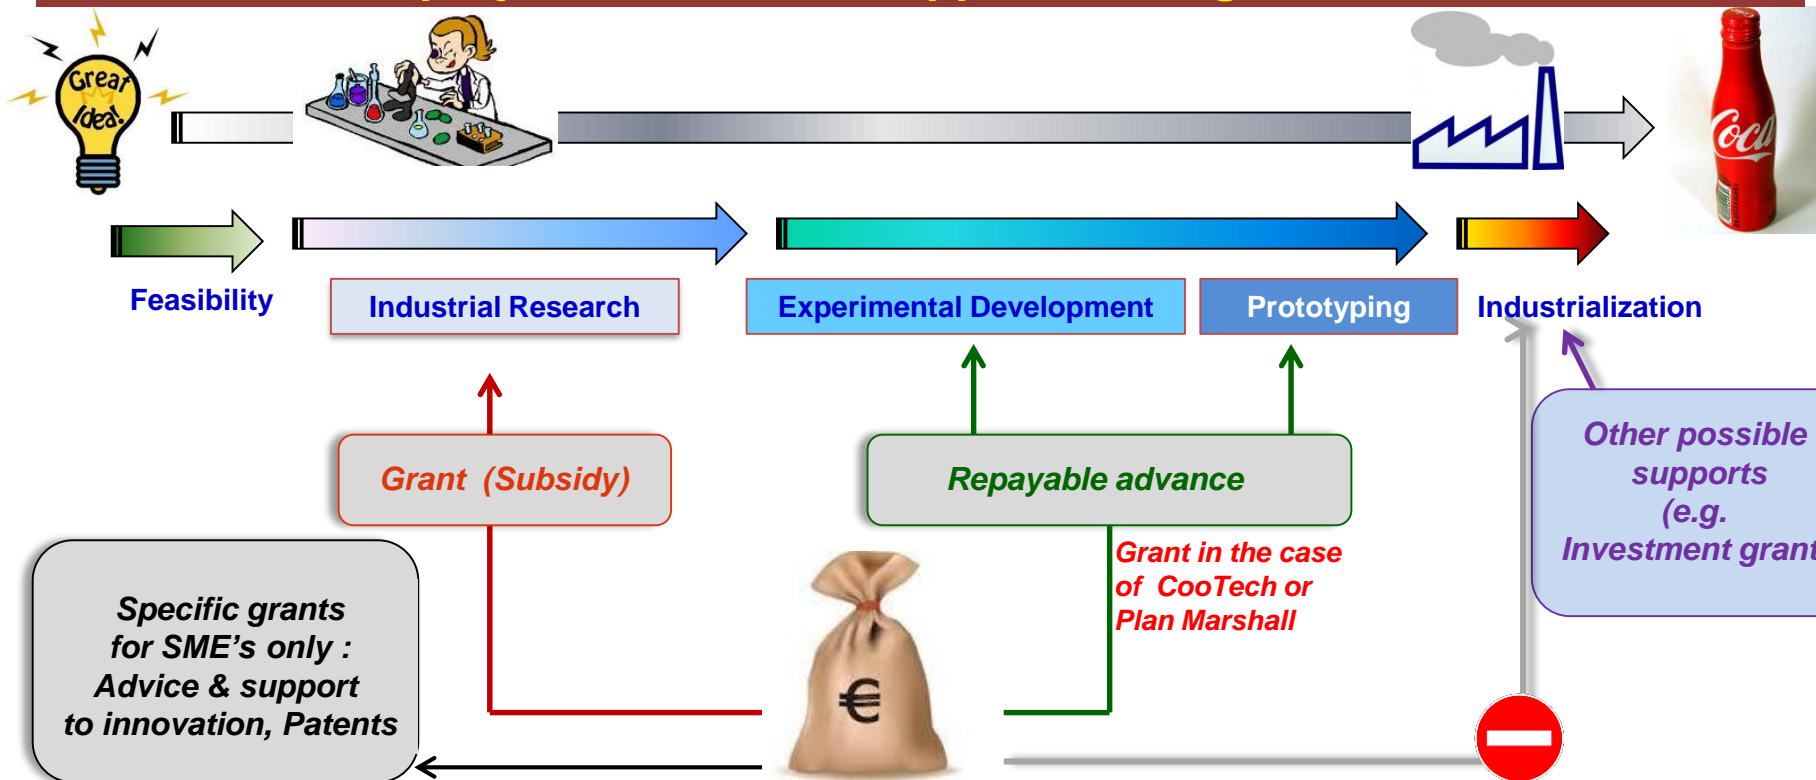 Great
Idea!
Coca
Feasibility
Industrial Research
Experimental Development
Prototyping
Industrialization
Grant (Subsidy)
Repayable advance
Other possible
supports
(e.g.
Investment grant
Grant in the case
of CooTech or
Plan Marshall
Specific grants
for SME’s only :
Advice & support
to innovation, Patents
€